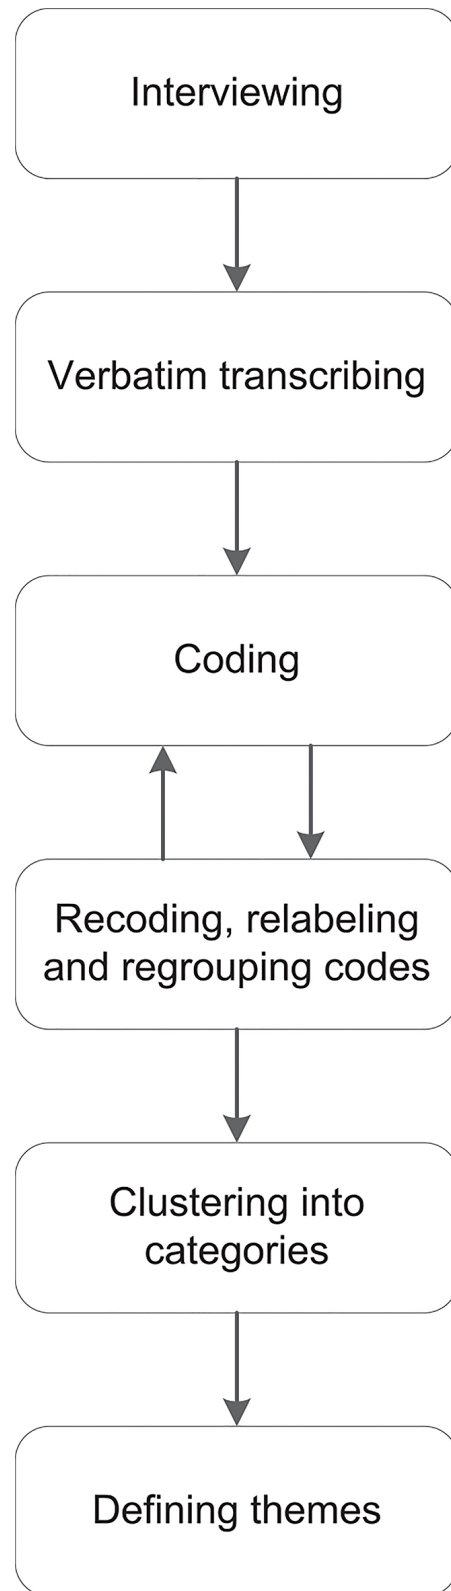 Interviewing
Verbatim transcribing
Coding
Recoding, relabeling
and regrouping codes
Clustering into
categories
Defining themes